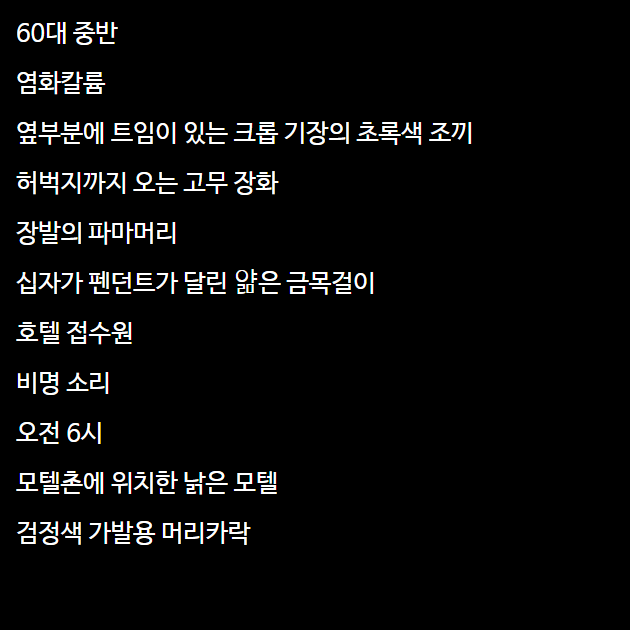 60대 중반
염화칼륨
옆부분에 트임이 있는 크롭 기장의 초록색 조끼
허벅지까지 오는 고무 장화
장발의 파마머리
십자가 펜던트가 달린 얇은 금목걸이
호텔 접수원
비명 소리
오전 6시
모텔촌에 위치한 낡은 모텔
검정색 가발용 머리카락